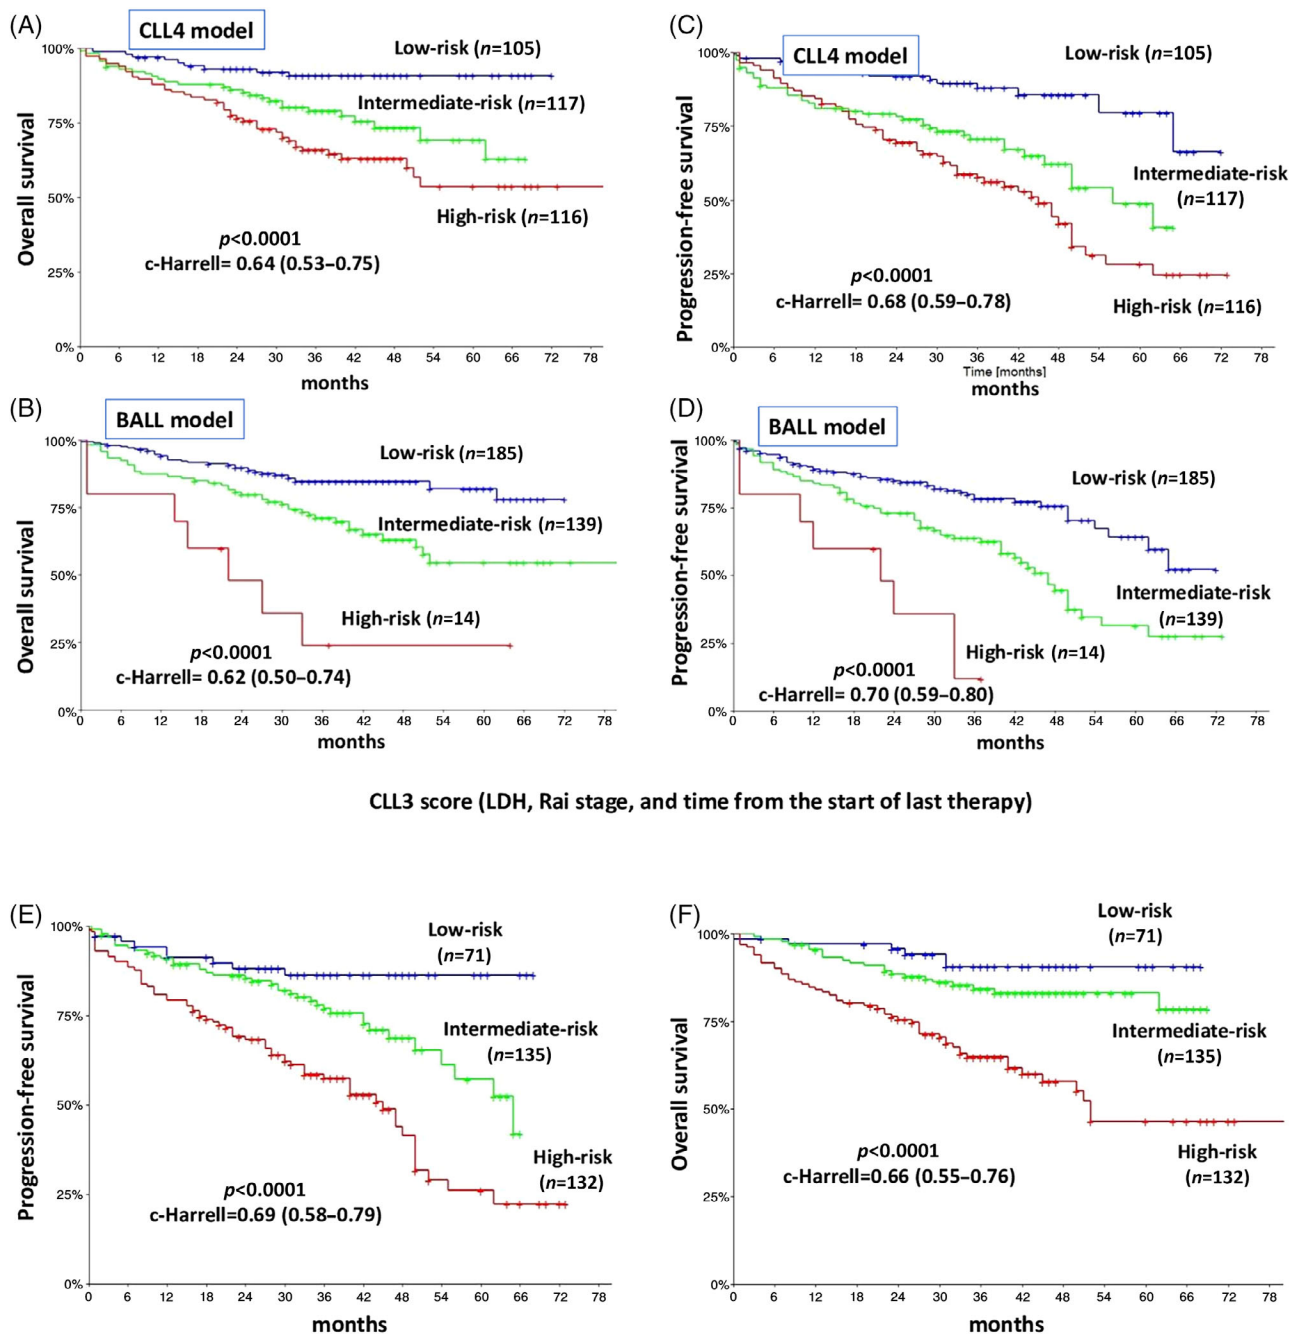 (A)
CLL4 model
Overall survival
100%
75%
50%
25%
0%
Low-risk (n=105)
Intermediate-risk (n=117)
High-risk (n=116)
p<0.0001
c-Harrell= 0.64 (0.53–0.75)
0 6 12 18 24 30 36 42 48 54 60 66 72 78
months
(C)
CLL4 model
Progression-free survival
100%
75%
50%
25%
0%
Low-risk (n=105)
Intermediate-risk
(n=117)
High-risk (n=116)
p<0.0001
c-Harrell= 0.68 (0.59–0.78)
0 6 12 18 24 30 36 42 48 54 60 66 72 78
Time [months]
months
(B)
BALL model
Overall survival
100%
75%
50%
25%
0%
Low-risk (n=185)
Intermediate-risk (n=139)
High-risk (n=14)
p<0.0001
c-Harrell= 0.62 (0.50–0.74)
0 6 12 18 24 30 36 42 48 54 60 66 72 78
months
(D)
BALL model
Progression-free survival
100%
75%
50%
25%
0%
Low-risk (n=185)
Intermediate-risk
(n=139)
High-risk (n=14)
p<0.0001
c-Harrell= 0.70 (0.59–0.80)
0 6 12 18 24 30 36 42 48 54 60 66 72 78
months
CLL3 score (LDH, Rai stage, and time from the start of last therapy)
(E)
Progression-free survival
100%
75%
50%
25%
0%
Low-risk
(n=71)
Intermediate-risk
(n=135)
High-risk
(n=132)
p<0.0001
c-Harrell=0.69 (0.58–0.79)
0 6 12 18 24 30 36 42 48 54 60 66 72 78
months
(F)
Overall survival
100%
75%
50%
25%
0%
Low-risk
(n=71)
Intermediate-risk
(n=135)
High-risk
(n=132)
p<0.0001
c-Harrell=0.66 (0.55–0.76)
0 6 12 18 24 30 36 42 48 54 60 66 72 78
months